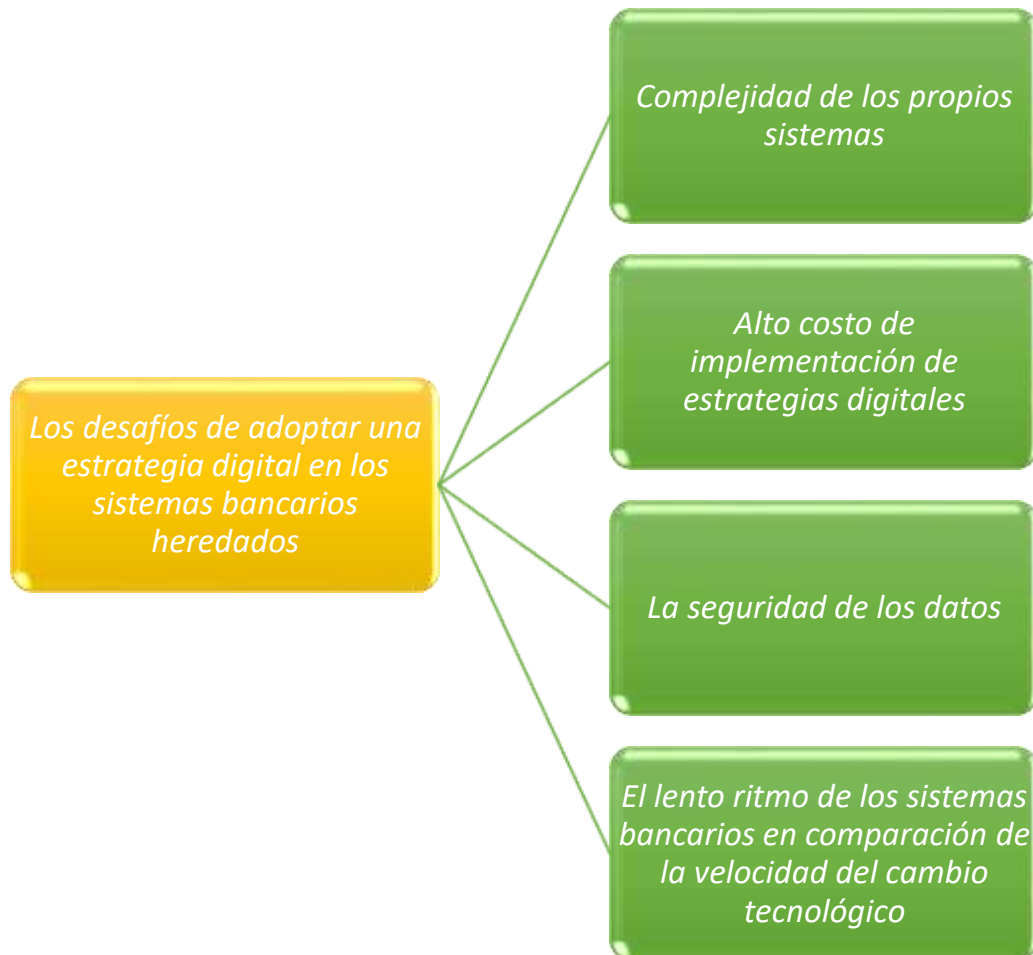 Los desafíos de adoptar una
estrategia digital en los
sistemas bancarios
heredados
Complejidad de los propios
sistemas
Alto costo de
implementación de
estrategias digitales
La seguridad de los datos
El lento ritmo de los sistemas
bancarios en comparación de
la velocidad del cambio
tecnológico